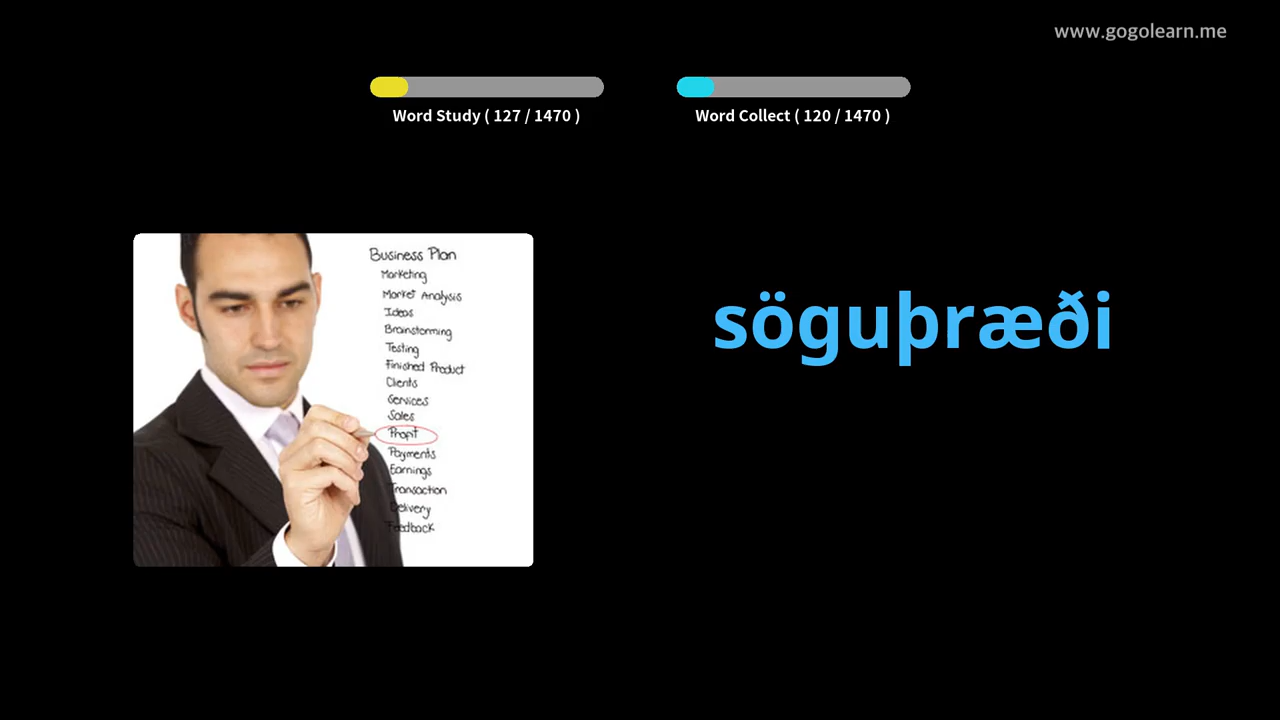 www.gogolearn.me
Word Study ( 127 / 1470 )
Word Collect ( 120 / 1470 )
Business Plan
Marketing
Market Analysis
Ideas
Brainstorming
Testing
Finished Product
Clients
Services
Sales
Profit
Payments
Earnings
Transaction
Delivery
Feedback
söguþræði